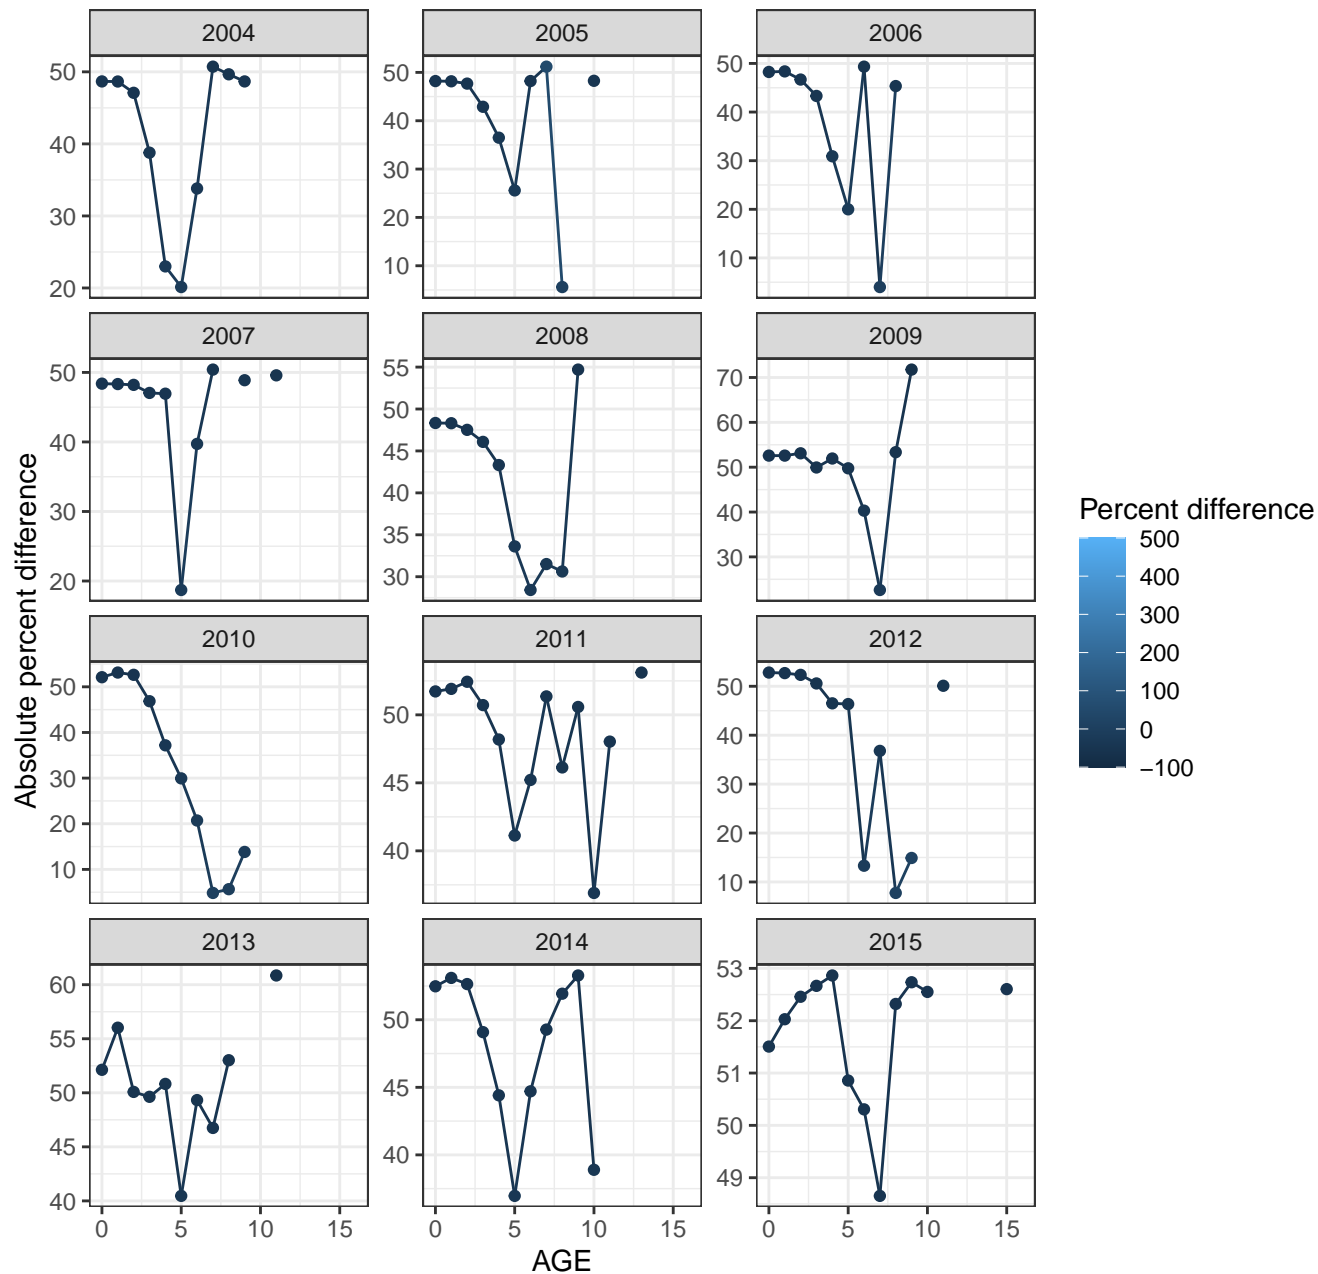 2004 2005 2006
50 40 30 20
50 40 30 20 10
50 40 30 20 10
2007 2008 2009
50 40 30 20
55 50 45 40 35 30
70 60 50 40 30
2010 2011 2012
50 40 30 20 10
50 45 40
50 40 30 20 10
2013 2014 2015
60 55 50 45 40
50 45 40
53 52 51 50 49
0 5 10 15
0 5 10 15
0 5 10 15
AGE
Absolute percent difference
Percent difference
500
400
300
200
100
0
−100